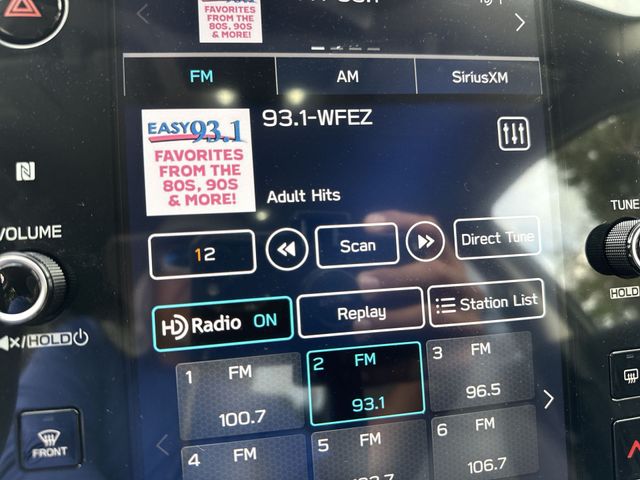 FAVORITES
FROM THE
80S, 90S
& MORE!
FM
AM
SiriusXM
EASY93.1
FAVORITES
FROM THE
80S, 90S
& MORE!
93.1-WFEZ
Adult Hits
VOLUME
TUNE
12
Scan
Direct Tune
HD Radio ON
Replay
Station List
HOLD
HOLD
1 FM
100.7
2 FM
93.1
3 FM
96.5
4 FM
5 FM
6 FM
106.7
FRONT